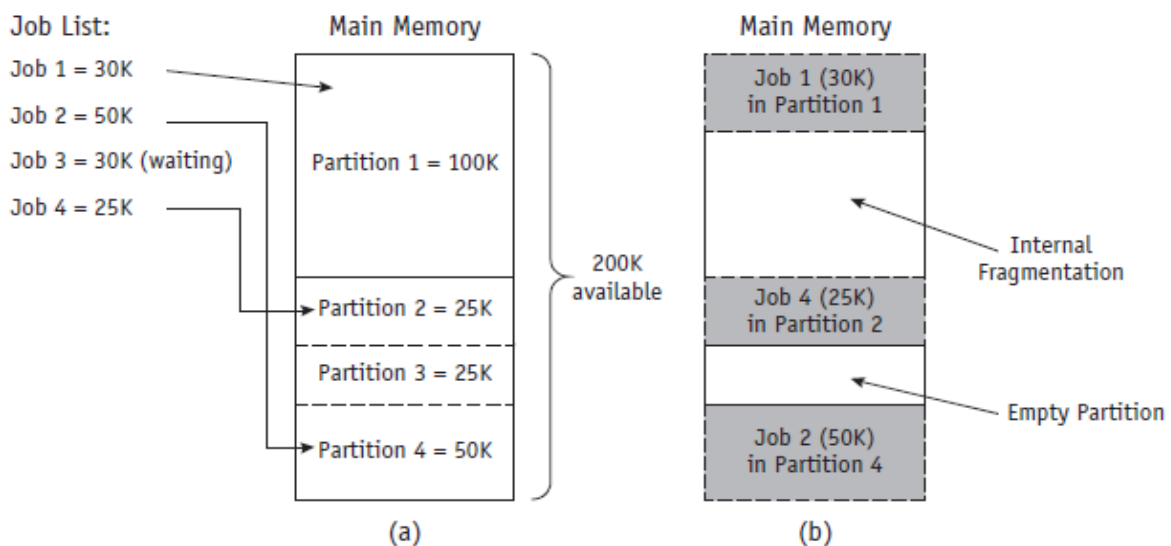 Job List:
Job 1 = 30K
Job 2 = 50K
Job 3 = 30K (waiting)
Job 4 = 25K
Main Memory
Partition 1 = 100K
Partition 2 = 25K
Partition 3 = 25K
Partition 4 = 50K
200K
available
(a)
Main Memory
Job 1 (30K)
in Partition 1
Internal
Fragmentation
Job 4 (25K)
in Partition 2
Empty Partition
Job 2 (50K)
in Partition 4
(b)